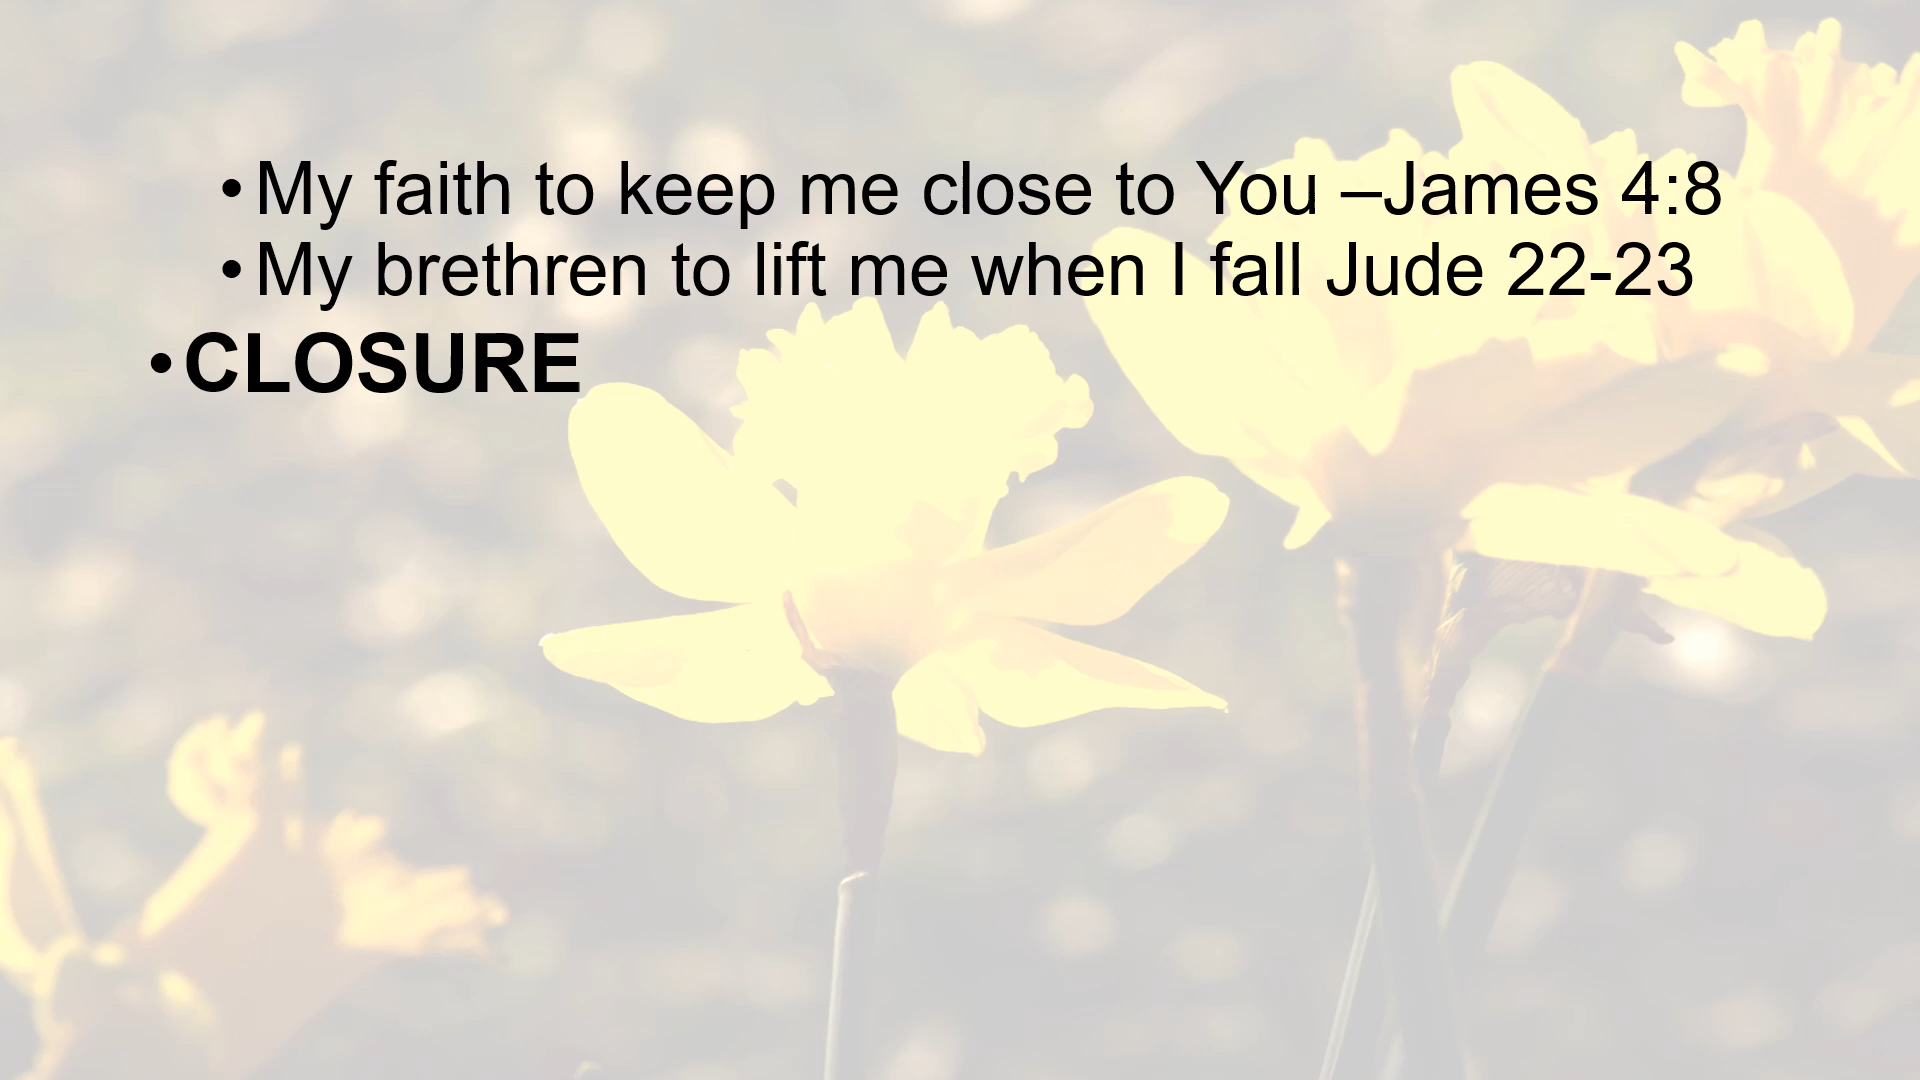 • My faith to keep me close to You –James 4:8
• My brethren to lift me when I fall Jude 22-23
• CLOSURE